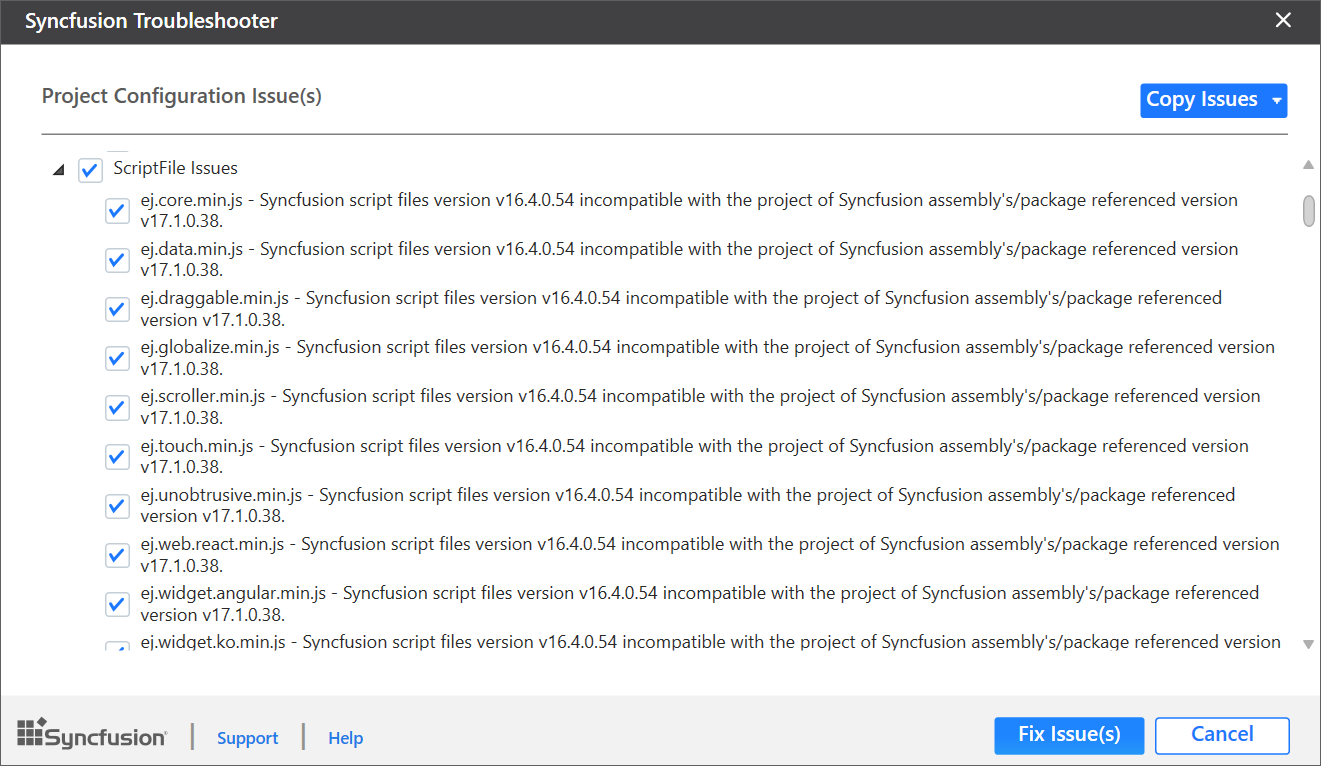 Syncfusion Troubleshooter
Project Configuration Issue(s)
Copy Issues
ScriptFile Issues
ej.core.min.js - Syncfusion script files version v16.4.0.54 incompatible with the project of Syncfusion assembly's/package referenced version
v17.1.0.38.
ej.data.min.js - Syncfusion script files version v16.4.0.54 incompatible with the project of Syncfusion assembly's/package referenced version
v17.1.0.38.
ej.draggable.min.js - Syncfusion script files version v16.4.0.54 incompatible with the project of Syncfusion assembly's/package referenced
version v17.1.0.38.
ej.globalize.min.js - Syncfusion script files version v16.4.0.54 incompatible with the project of Syncfusion assembly's/package referenced version
v17.1.0.38.
ej.scroller.min.js - Syncfusion script files version v16.4.0.54 incompatible with the project of Syncfusion assembly's/package referenced version
v17.1.0.38.
ej.touch.min.js - Syncfusion script files version v16.4.0.54 incompatible with the project of Syncfusion assembly's/package referenced version
v17.1.0.38.
ej.unobtrusive.min.js - Syncfusion script files version v16.4.0.54 incompatible with the project of Syncfusion assembly's/package referenced
version v17.1.0.38.
ej.web.react.min.js - Syncfusion script files version v16.4.0.54 incompatible with the project of Syncfusion assembly's/package referenced version
v17.1.0.38.
ej.widget.angular.min.js - Syncfusion script files version v16.4.0.54 incompatible with the project of Syncfusion assembly's/package referenced
version v17.1.0.38.
ej.widget.ko.min.js - Syncfusion script files version v16.4.0.54 incompatible with the project of Syncfusion assembly's/package referenced version
Syncfusion
Support
Help
Fix Issue(s)
Cancel